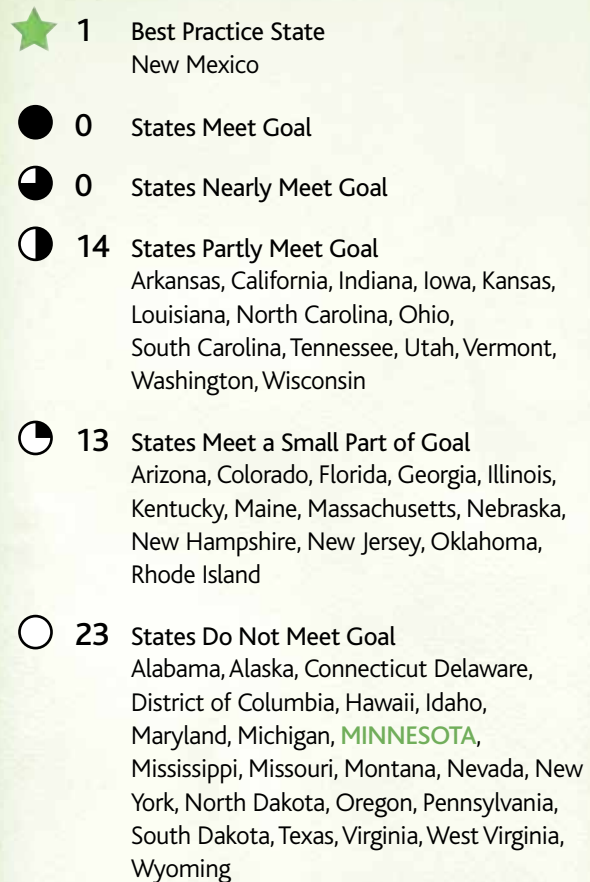 1 Best Practice State
New Mexico
0 States Meet Goal
0 States Nearly Meet Goal
14 States Partly Meet Goal
Arkansas, California, Indiana, Iowa, Kansas,
Louisiana, North Carolina, Ohio,
South Carolina, Tennessee, Utah, Vermont,
Washington, Wisconsin
13 States Meet a Small Part of Goal
Arizona, Colorado, Florida, Georgia, Illinois,
Kentucky, Maine, Massachusetts, Nebraska,
New Hampshire, New Jersey, Oklahoma,
Rhode Island
23 States Do Not Meet Goal
Alabama, Alaska, Connecticut Delaware,
District of Columbia, Hawaii, Idaho,
Maryland, Michigan, MINNESOTA,
Mississippi, Missouri, Montana, Nevada, New
York, North Dakota, Oregon, Pennsylvania,
South Dakota, Texas, Virginia, West Virginia,
Wyoming